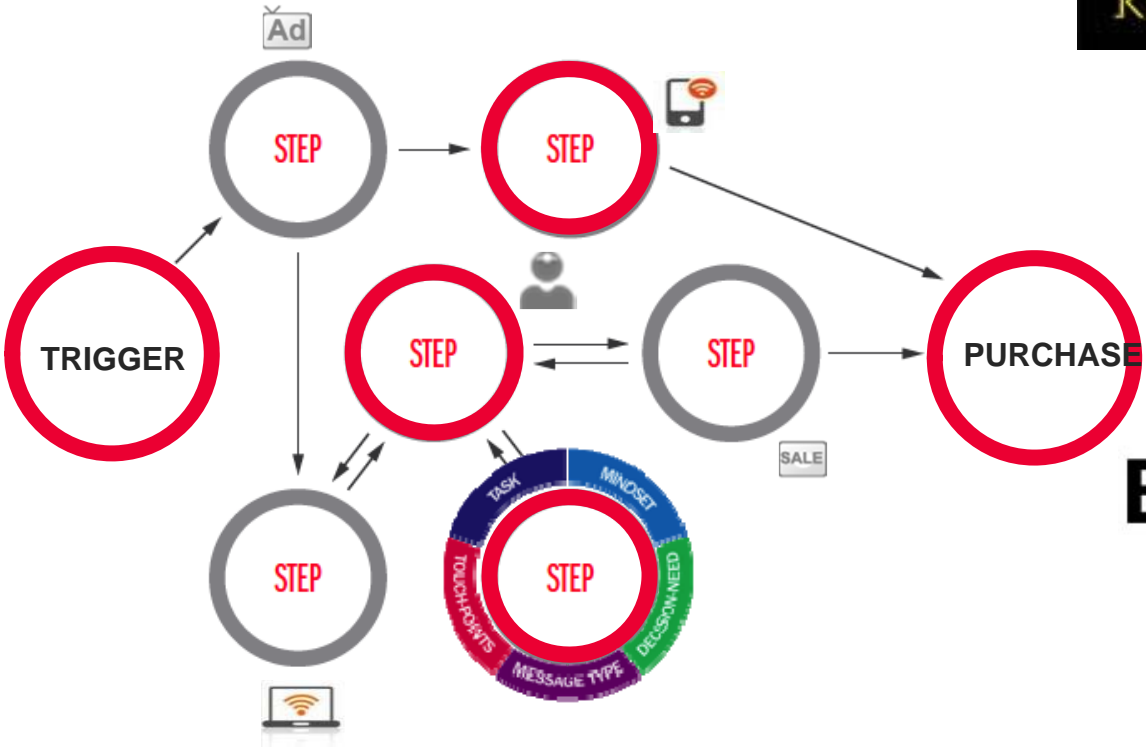 Ad
STEP
STEP
TRIGGER
STEP
STEP
PURCHASE
SALE
TASK
MINDSET
STEP
STEP
TOUCH-POINTS
DECISION-NEED
MESSAGE TYPE